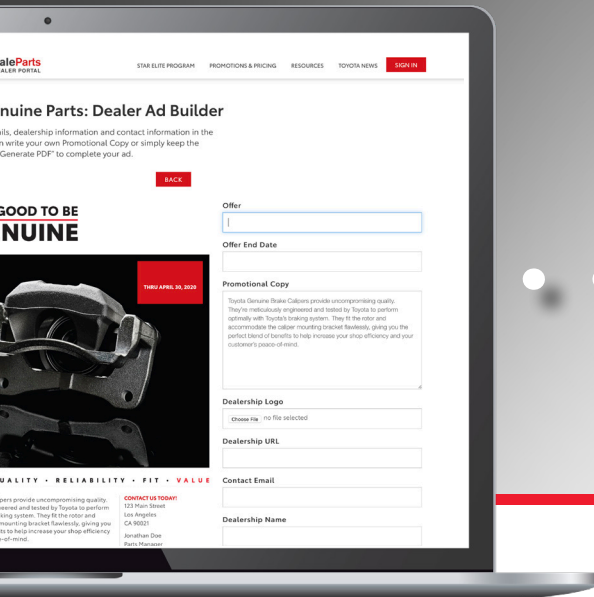 aleParts
ALER PORTAL
STAR ELITE PROGRAM PROMOTIONS & PRICING RESOURCES TOYOTA NEWS SIGN IN
nuine Parts: Dealer Ad Builder
ils, dealership information and contact information in the
n write your own Promotional Copy or simply keep the
Generate PDF" to complete your ad.
BACK
GOOD TO BE
NUINE
THRU APRIL 30, 2020
UALITY • RELIABILITY • FIT • VALUE
pers provide uncompromising quality.
neered and tested by Toyota to perform
king system. They fit the rotor and
mounting bracket flawlessly, giving you
ts to help increase your shop efficiency
e-of-mind.
CONTACT US TODAY!
123 Main Street
Los Angeles
CA 90021
Jonathan Doe
Parts Manager
Offer
Offer End Date
Promotional Copy
Toyota Genuine Brake Calipers provide uncompromising quality.
They're meticulously engineered and tested by Toyota to perform
optimally with Toyota's braking system. They fit the rotor and
accommodate the caliper mounting bracket flawlessly, giving you the
perfect blend of benefits to help increase your shop efficiency and your
customer's peace-of-mind.
Dealership Logo
Choose File no file selected
Dealership URL
Contact Email
Dealership Name